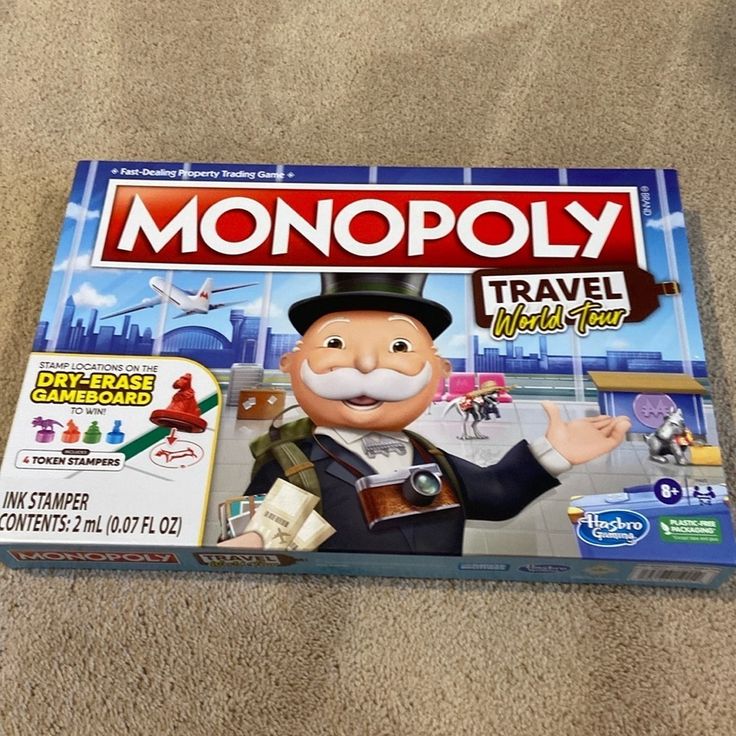 Fast-Dealing Property Trading Game
MONOPOLY
BRAND
TRAVEL
World Tour
STAMP LOCATIONS ON THE
DRY-ERASE
GAMEBOARD
TO WIN!
INCLUDES
4 TOKEN STAMPERS
INK STAMPER
CONTENTS: 2 mL (0.07 FL OZ)
8+
Hasbro
Gaming
PLASTIC-FREE
PACKAGING*
MONOPOLY